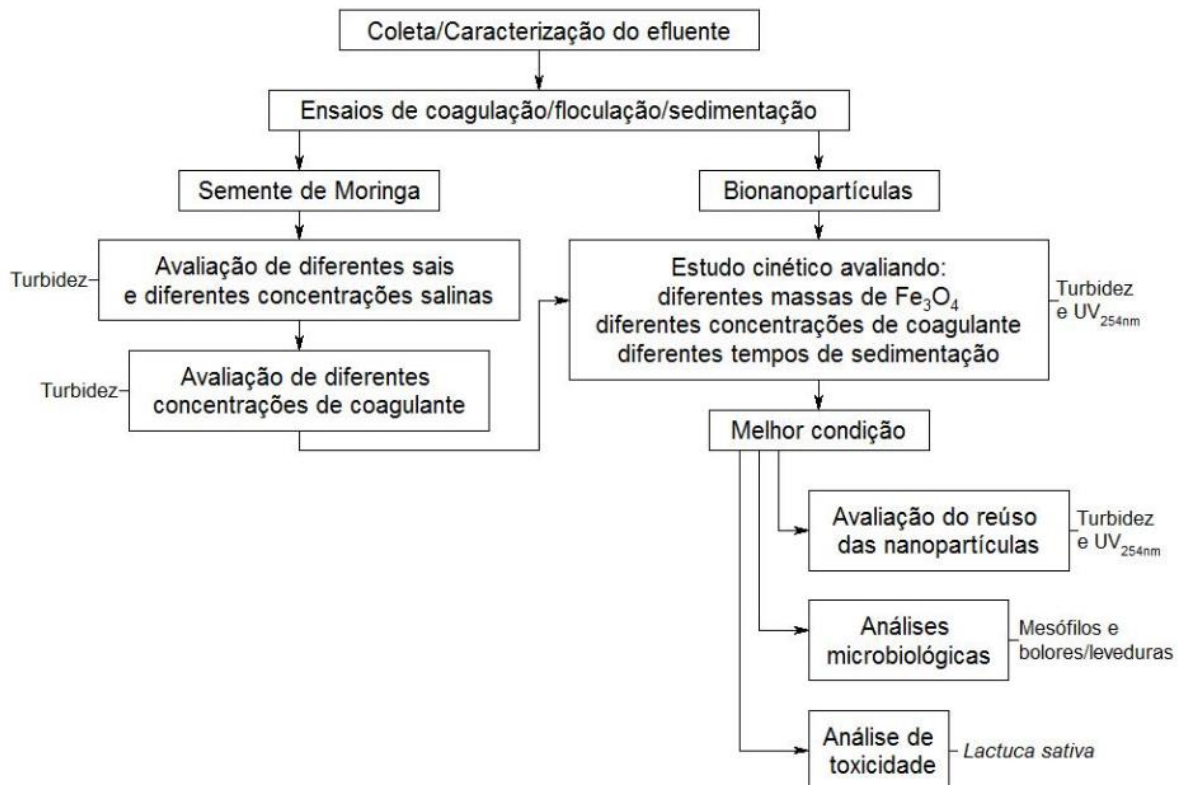 Coleta/Caracterização do efluente
Ensaios de coagulação/floculação/sedimentação
Semente de Moringa
Bionanopartículas
Turbidez
Avaliação de diferentes sais
e diferentes concentrações salinas
Estudo cinético avaliando:
diferentes massas de Fe₃O₄
diferentes concentrações de coagulante
diferentes tempos de sedimentação
Turbidez
e UV₂₅₄ₙₘ
Turbidez
Avaliação de diferentes
concentrações de coagulante
Melhor condição
Avaliação do reúso
das nanopartículas
Turbidez
e UV₂₅₄ₙₘ
Análises
microbiológicas
Mesófilos e
bolores/leveduras
Análise de
toxicidade
Lactuca sativa